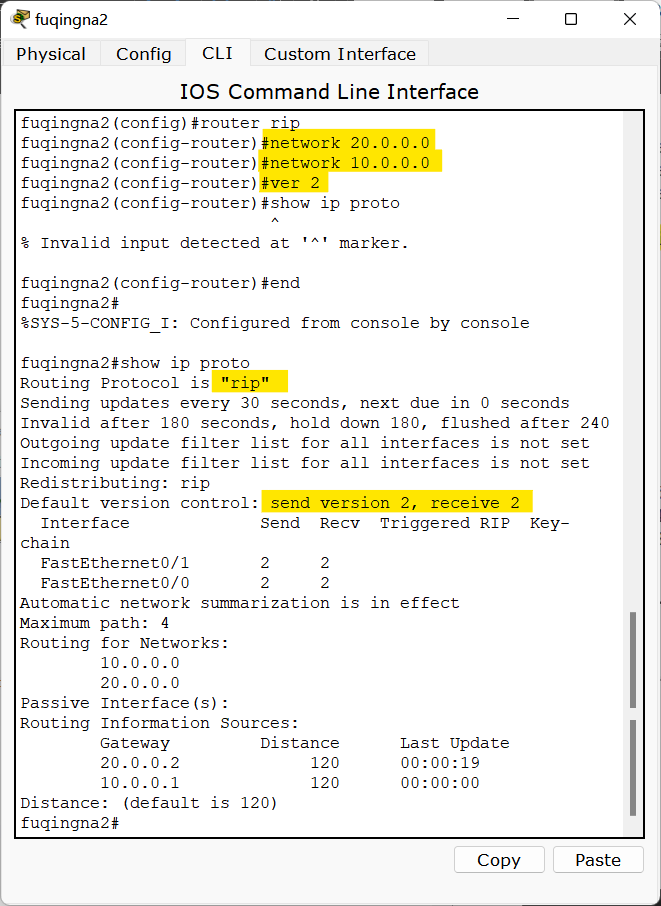 fuqingna2
Physical Config CLI Custom Interface
IOS Command Line Interface
fuqingna2(config)#router rip
fuqingna2(config-router)#network 20.0.0.0
fuqingna2(config-router)#network 10.0.0.0
fuqingna2(config-router)#ver 2
fuqingna2(config-router)#show ip proto
^
% Invalid input detected at '^' marker.
fuqingna2(config-router)#end
fuqingna2#
%SYS-5-CONFIG_I: Configured from console by console
fuqingna2#show ip proto
Routing Protocol is "rip"
Sending updates every 30 seconds, next due in 0 seconds
Invalid after 180 seconds, hold down 180, flushed after 240
Outgoing update filter list for all interfaces is not set
Incoming update filter list for all interfaces is not set
Redistributing: rip
Default version control: send version 2, receive 2
Interface Send Recv Triggered RIP Key-
chain
FastEthernet0/1 2 2
FastEthernet0/0 2 2
Automatic network summarization is in effect
Maximum path: 4
Routing for Networks:
10.0.0.0
20.0.0.0
Passive Interface(s):
Routing Information Sources:
Gateway Distance Last Update
20.0.0.2 120 00:00:19
10.0.0.1 120 00:00:00
Distance: (default is 120)
fuqingna2#
Copy Paste